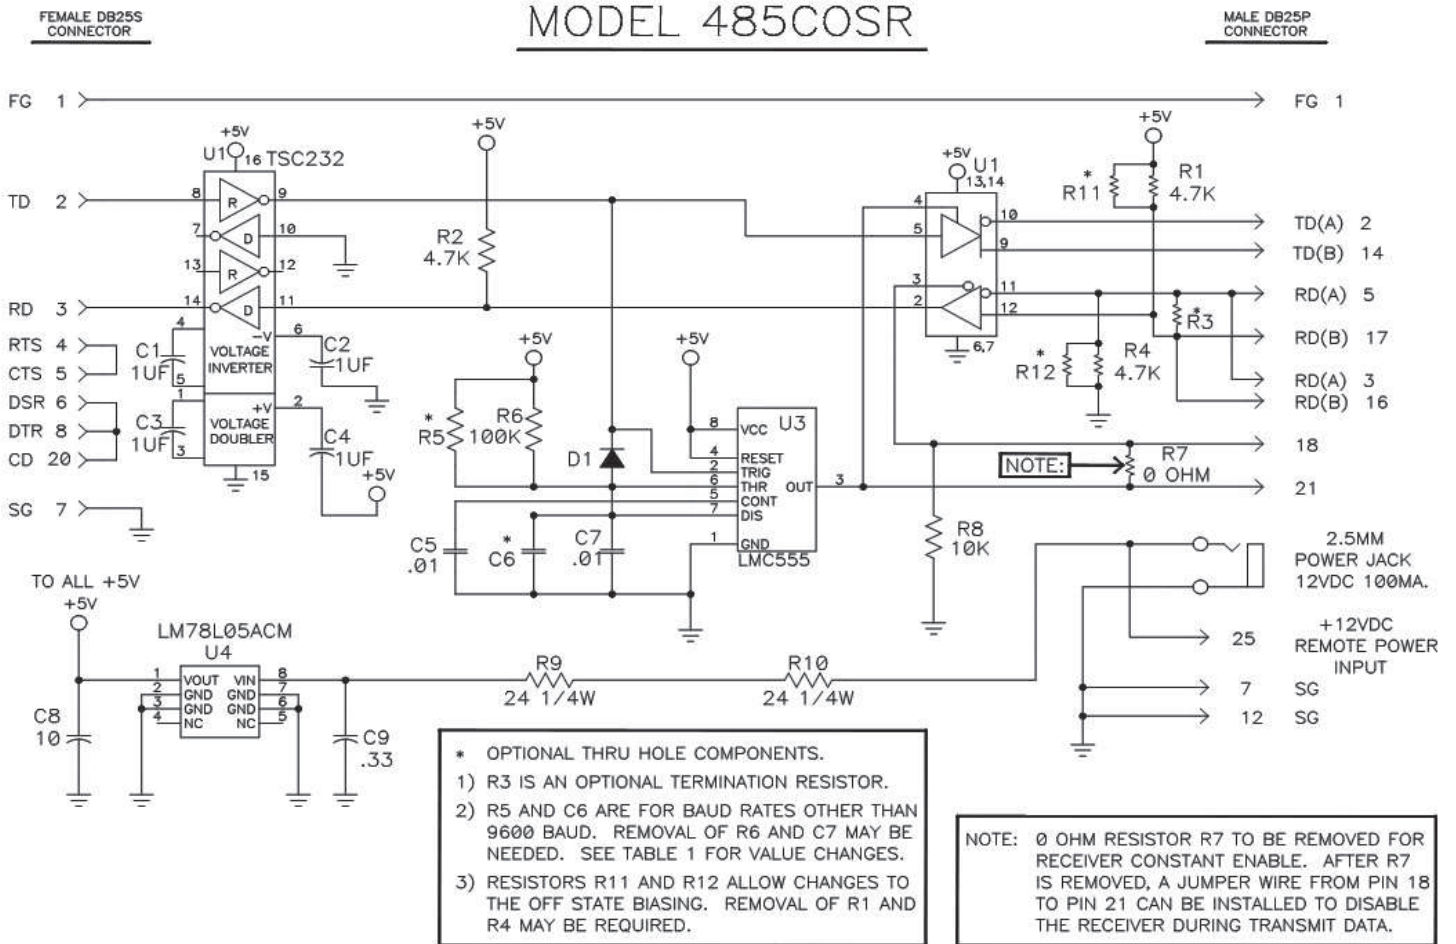 FEMALE DB25S
CONNECTOR
MODEL 485COSR
MALE DB25P
CONNECTOR
FG 1
FG 1
+5V
U1 16 TSC232
+5V
+5V
U1
13,14
+5V
* R11
R1
4.7K
TD 2
8 R 9
7 D 10
13 R 12
RD 3
14 D 11
R2
4.7K
4
5
10
9
3
2
11
12
6,7
TD(A) 2
TD(B) 14
RD(A) 5
* R3
RD(B) 17
RD(A) 3
RD(B) 16
RTS 4
CTS 5
DSR 6
DTR 8
CD 20
SG 7
4
C1
1UF
5
-V 6
VOLTAGE
INVERTER
C2
1UF
1
C3
1UF
3
+V 2
VOLTAGE
DOUBLER
C4
1UF
15
+5V
+5V
+5V
* R5
R6
100K
D1
8 VCC
U3
4 RESET
2 TRIG
6 THR
5 CONT
7 DIS
1 GND
OUT 3
LMC555
C5
.01
* C6
C7
.01
* R12
R4
4.7K
18
NOTE:
R7
0 OHM
21
R8
10K
2.5MM
POWER JACK
12VDC 100MA.
25
+12VDC
REMOTE POWER
INPUT
7 SG
12 SG
TO ALL +5V
+5V
LM78L05ACM
U4
1 VOUT VIN 8
2 GND GND 7
3 GND GND 6
4 NC NC 5
C8
10
C9
.33
R9
24 1/4W
R10
24 1/4W
* OPTIONAL THRU HOLE COMPONENTS.
1) R3 IS AN OPTIONAL TERMINATION RESISTOR.
2) R5 AND C6 ARE FOR BAUD RATES OTHER THAN
9600 BAUD. REMOVAL OF R6 AND C7 MAY BE
NEEDED. SEE TABLE 1 FOR VALUE CHANGES.
3) RESISTORS R11 AND R12 ALLOW CHANGES TO
THE OFF STATE BIASING. REMOVAL OF R1 AND
R4 MAY BE REQUIRED.
NOTE: 0 OHM RESISTOR R7 TO BE REMOVED FOR
RECEIVER CONSTANT ENABLE. AFTER R7
IS REMOVED, A JUMPER WIRE FROM PIN 18
TO PIN 21 CAN BE INSTALLED TO DISABLE
THE RECEIVER DURING TRANSMIT DATA.